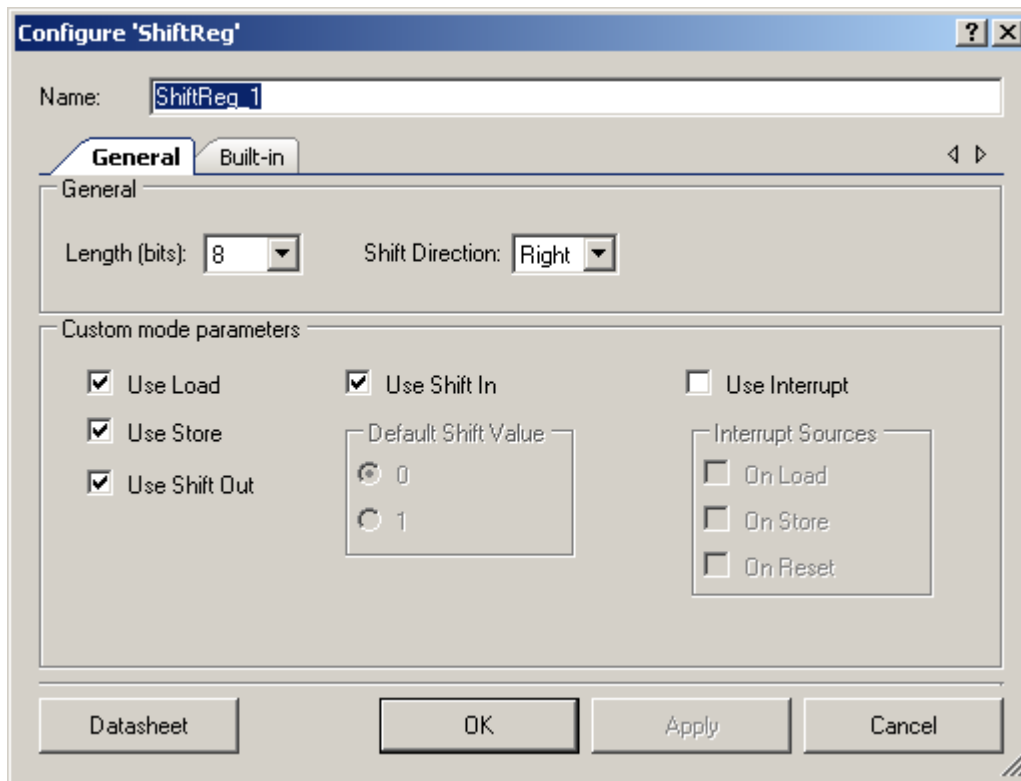 Configure 'ShiftReg'
Name: ShiftReg_1
General Built-in
General
Length (bits): 8 Shift Direction: Right
Custom mode parameters
Use Load Use Shift In Use Interrupt
Use Store Default Shift Value Interrupt Sources
0 On Load
Use Shift Out
1 On Store
On Reset
Datasheet OK Apply Cancel